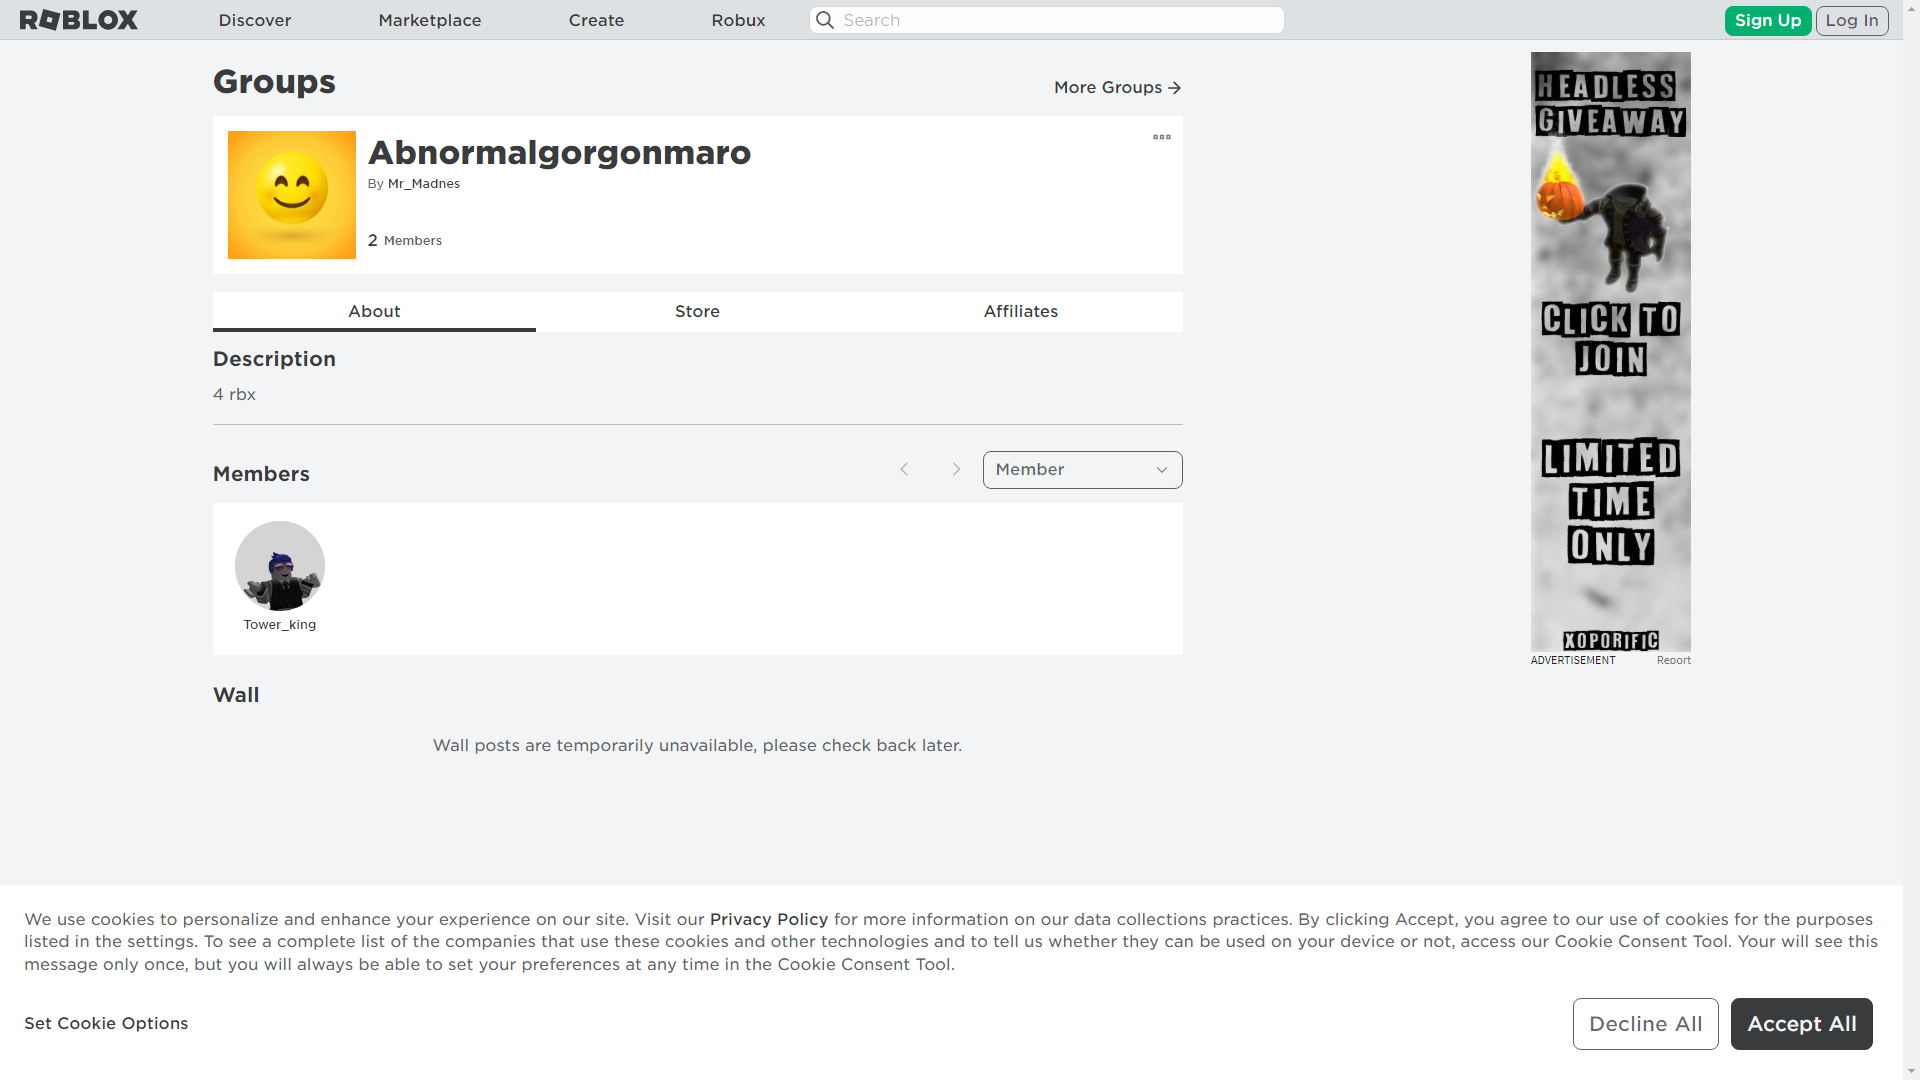 ROBLOX
Discover
Marketplace
Create
Robux
Search
Sign Up
Log In
Groups
More Groups
Abnormalgorgonmaro
By Mr_Madnes
2 Members
About
Store
Affiliates
Description
4 rbx
Members
Member
Tower_king
Wall
Wall posts are temporarily unavailable, please check back later.
HEADLESS
GIVEAWAY
CLICK TO
JOIN
LIMITED
TIME
ONLY
XOPORIFIC
ADVERTISEMENT
Report
We use cookies to personalize and enhance your experience on our site. Visit our Privacy Policy for more information on our data collections practices. By clicking Accept, you agree to our use of cookies for the purposes
listed in the settings. To see a complete list of the companies that use these cookies and other technologies and to tell us whether they can be used on your device or not, access our Cookie Consent Tool. Your will see this
message only once, but you will always be able to set your preferences at any time in the Cookie Consent Tool.
Set Cookie Options
Decline All
Accept All